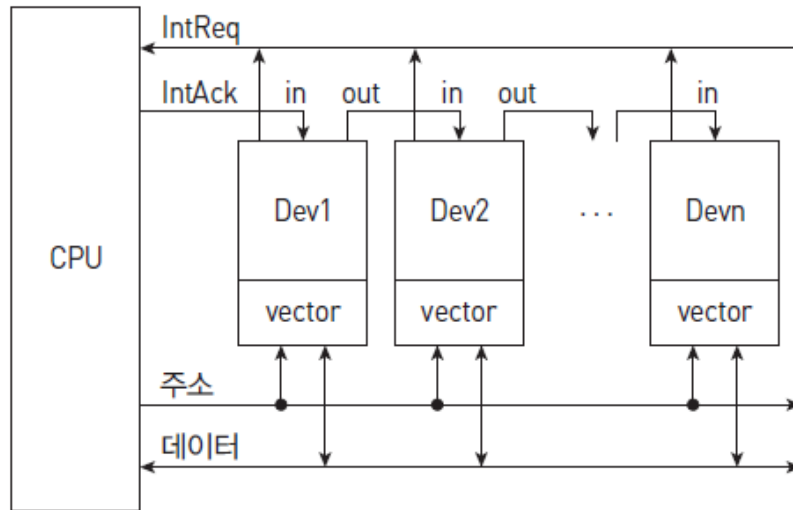 IntReq
IntAck in out in out in
Dev1 Dev2 ··· Devn
CPU
vector vector vector
주소
데이터